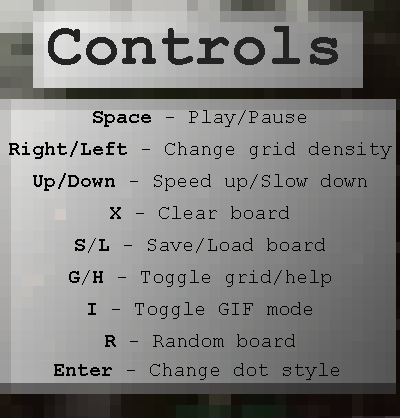 Controls
Space - Play/Pause
Right/Left - Change grid density
Up/Down - Speed up/Slow down
X - Clear board
S/L - Save/Load board
G/H - Toggle grid/help
I - Toggle GIF mode
R - Random board
Enter - Change dot style